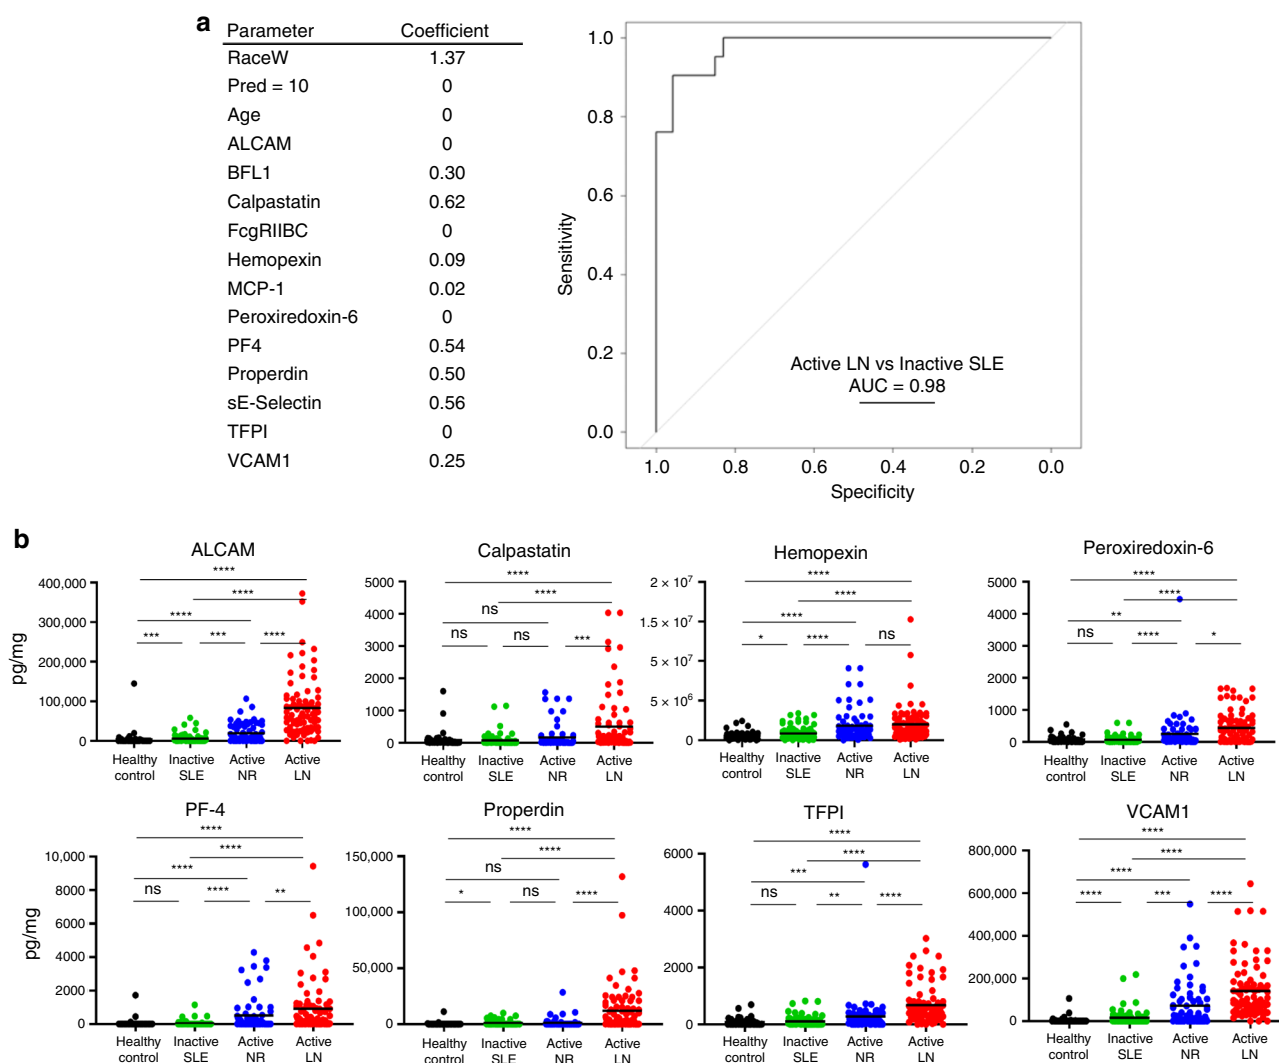 a
Parameter Coefficient
RaceW 1.37
Pred = 10 0
Age 0
ALCAM 0
BFL1 0.30
Calpastatin 0.62
FcgRIIBC 0
Hemopexin 0.09
MCP-1 0.02
Peroxiredoxin-6 0
PF4 0.54
Properdin 0.50
sE-Selectin 0.56
TFPI 0
VCAM1 0.25
Sensitivity
1.0
0.8
0.6
0.4
0.2
0.0
Active LN vs Inactive SLE
AUC = 0.98
1.0 0.8 0.6 0.4 0.2 0.0
Specificity
b
ALCAM
pg/mg
400,000
300,000
200,000
100,000
0
****
****
****
*** *** ****
Healthy control
Inactive SLE
Active NR
Active LN
Calpastatin
5000
4000
3000
2000
1000
0
****
****
ns
ns ns ***
Healthy control
Inactive SLE
Active NR
Active LN
Hemopexin
2 × 10⁷
1.5 × 10⁷
5 × 10⁷
5 × 10⁶
0
****
****
****
* **** ns
Healthy control
Inactive SLE
Active NR
Active LN
Peroxiredoxin-6
5000
4000
3000
2000
1000
0
****
****
**
ns **** *
Healthy control
Inactive SLE
Active NR
Active LN
PF-4
pg/mg
10,000
8000
6000
4000
2000
0
****
****
****
ns **** **
Healthy control
Inactive SLE
Active NR
Active LN
Properdin
150,000
100,000
50,000
0
****
****
ns
* ns ****
Healthy control
Inactive SLE
Active NR
Active LN
TFPI
6000
4000
2000
0
****
****
***
ns ** ****
Healthy control
Inactive SLE
Active NR
Active LN
VCAM1
800,000
600,000
400,000
200,000
0
****
****
****
**** *** ****
Healthy control
Inactive SLE
Active NR
Active LN